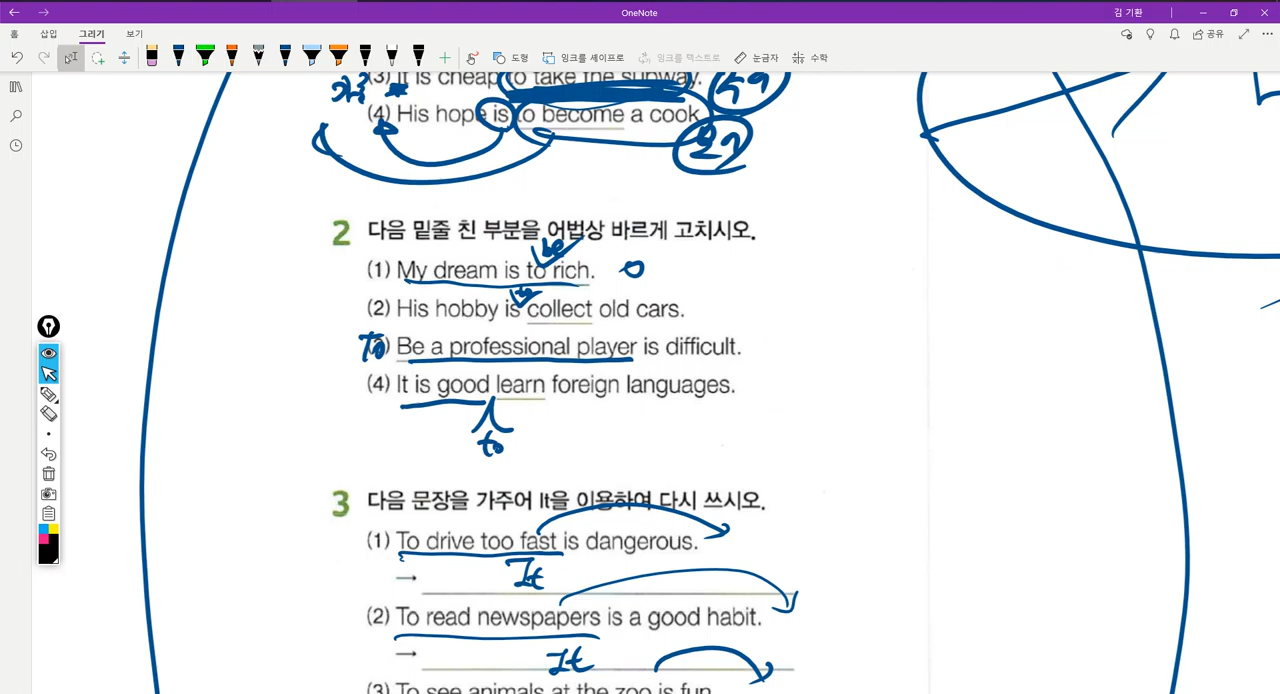 OneNote
김 기환
홈 삽입 그리기 보기
도형 잉크를 셰이프로 잉크를 텍스트로 눈금자 수학 공유
(3) It is cheap to take the subway.
(4) His hope is to become a cook
2 다음 밑줄 친 부분을 어법상 바르게 고치시오.
be
(1) My dream is to rich.
to
(2) His hobby is collect old cars.
To Be a professional player is difficult.
(4) It is good learn foreign languages.
to
3 다음 문장을 가주어 It을 이용하여 다시 쓰시오.
(1) To drive too fast is dangerous.
→ It
(2) To read newspapers is a good habit.
→ It
(3) To see animals at the zoo is fun.